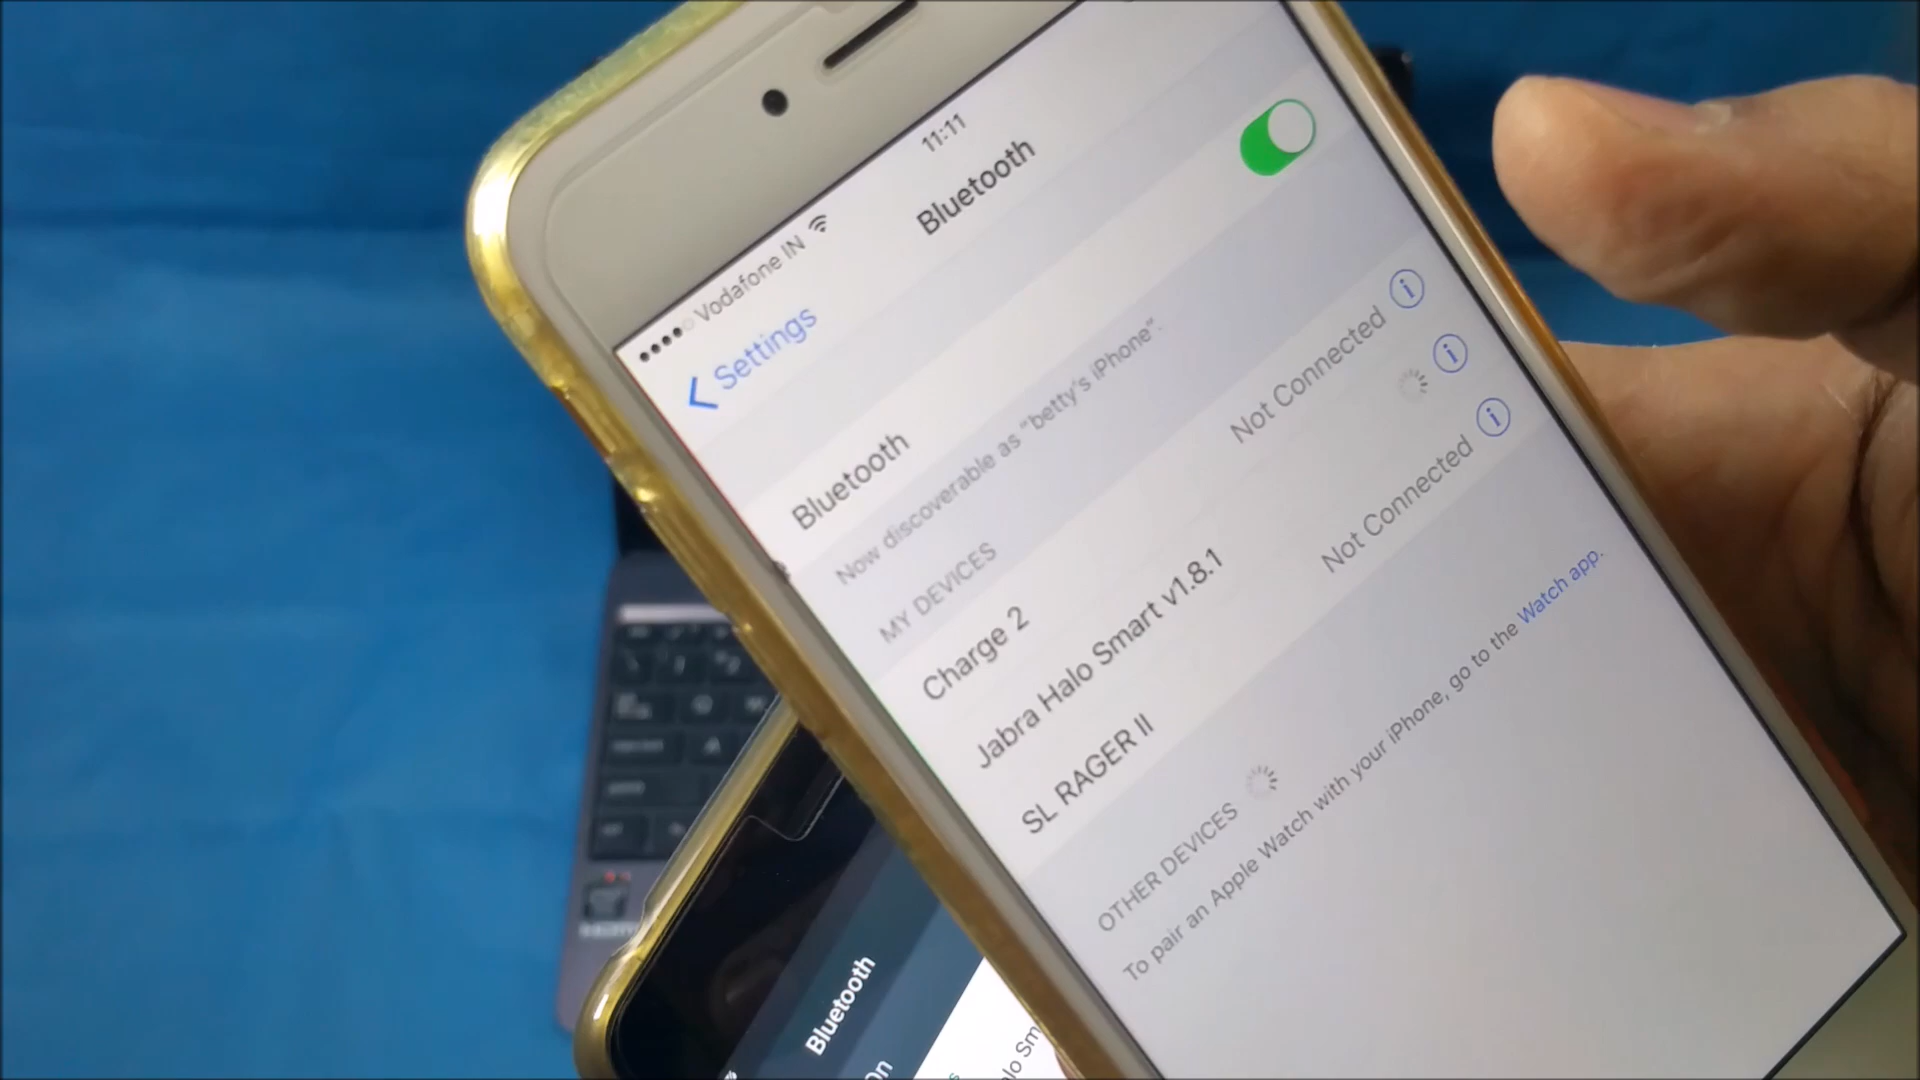 Vodafone IN 11:11
Settings Bluetooth
Bluetooth
Now discoverable as "betty's iPhone".
MY DEVICES
Charge 2 Not Connected
Jabra Halo Smart v1.8.1
SL RAGER II Not Connected
OTHER DEVICES
To pair an Apple Watch with your iPhone, go to the Watch app.
Bluetooth
On